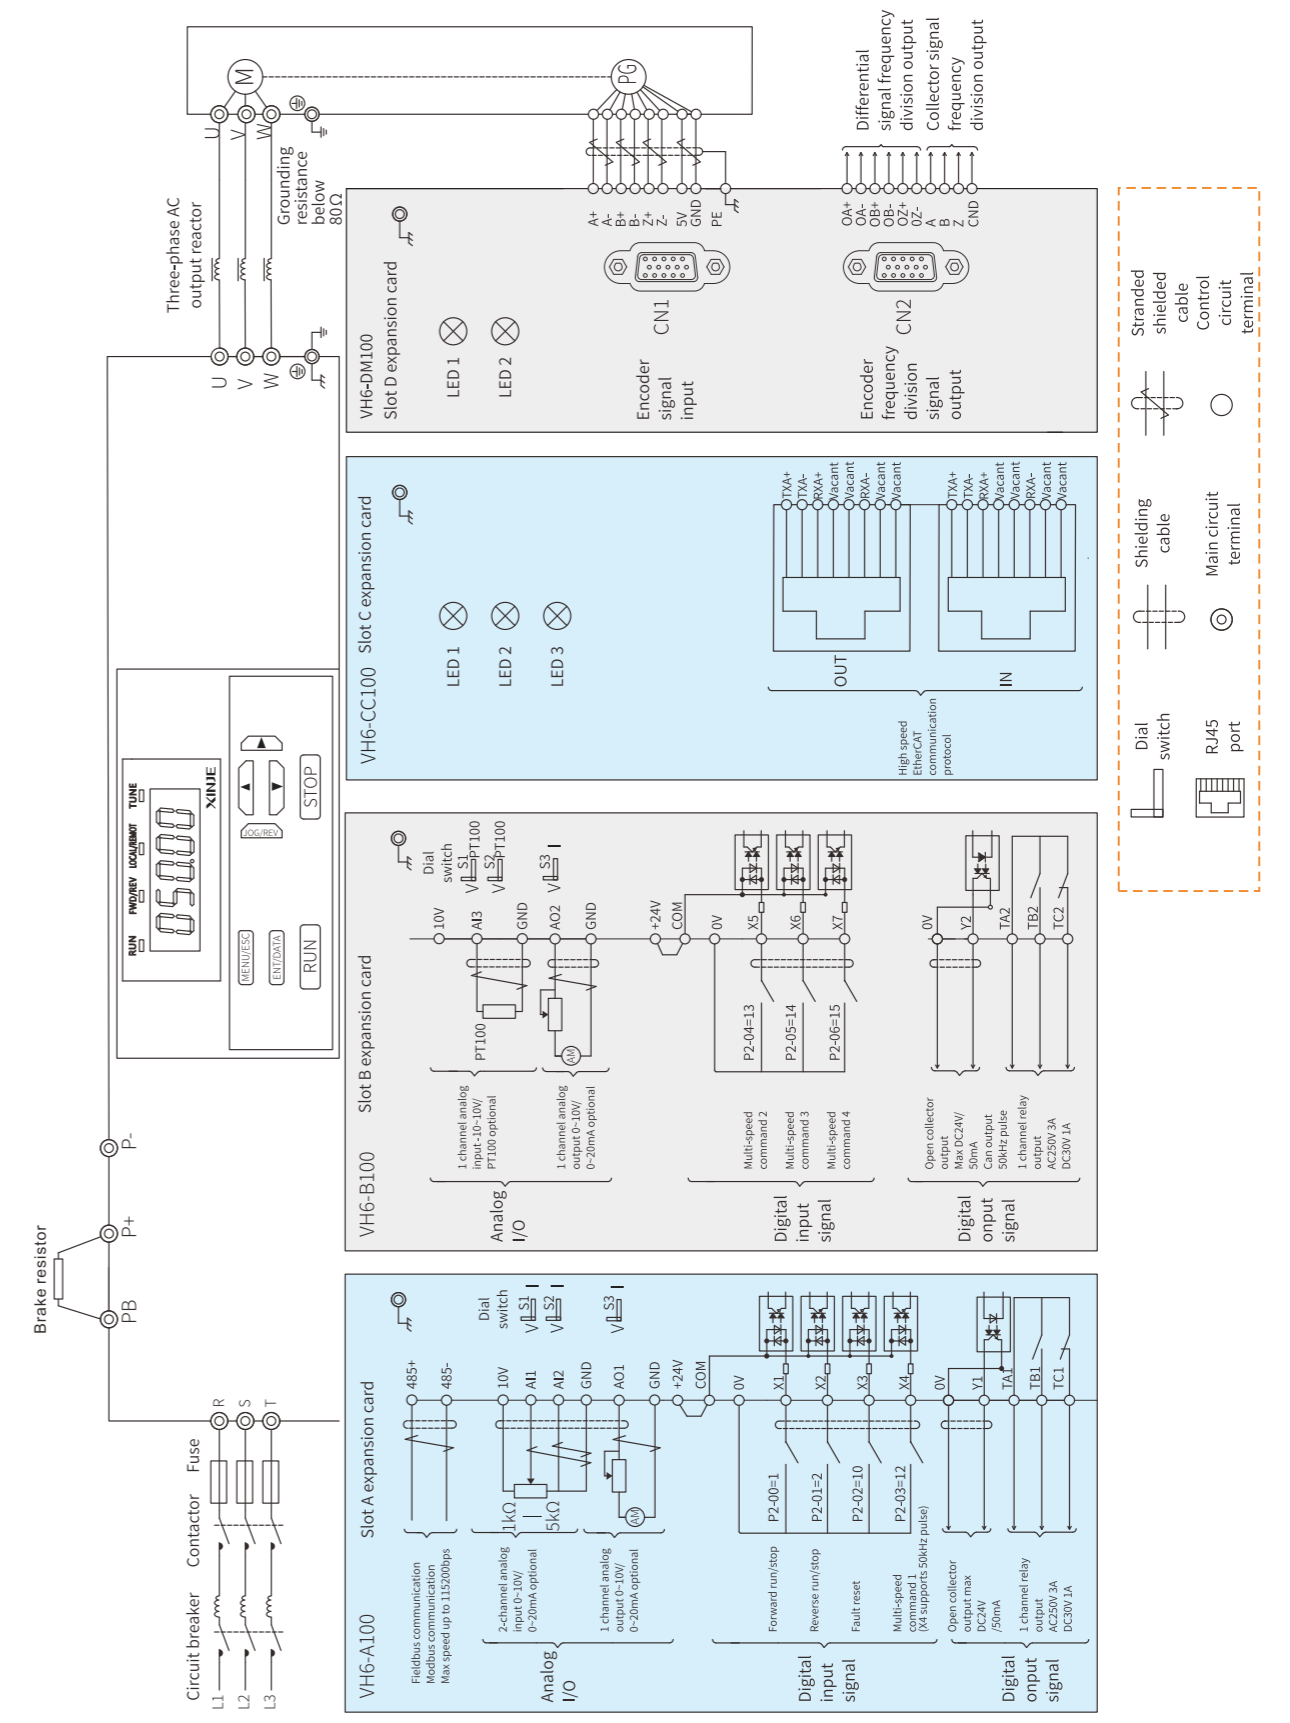 Brake resistor
PB
P+
P-
Circuit breaker
Contactor
Fuse
L1
L2
L3
R
S
T
RUN
FWD/REV
LOCAL/REMOT
TUNE
050.00
XINJE
MENU/ESC
ENT/DATA
RUN
JOG/REV
STOP
Three-phase AC
output reactor
U
V
W
U
V
W
M
PG
Grounding
resistance
below
80Ω
VH6-A100
Slot A expansion card
485+
485-
Fieldbus communication
Modbus communication
Max speed up to 115200bps
Dial
switch
V S1 I
V S2 I
V S3 I
10V
AI1
AI2
GND
AO1
GND
1kΩ
5kΩ
AM
2-channel analog
input 0~10V/
0~20mA optional
1 channel analog
output 0~10V/
0~20mA optional
Analog
I/O
+24V
COM
0V
X1
X2
X3
X4
P2-00=1
P2-01=2
P2-02=10
P2-03=12
Forward run/stop
Reverse run/stop
Fault reset
Multi-speed
command 1
(X4 supports 50kHz pulse)
Digital
input
signal
0V
Y1
TA1
TB1
TC1
Open collector
output max
DC24V
/50mA
1 channel relay
output
AC250V 3A
DC30V 1A
Digital
onput
signal
VH6-B100
Slot B expansion card
Dial
switch
V S1 PT100
V S2 PT100
V S3 I
10V
AI3
GND
AO2
GND
PT100
AM
1 channel analog
input -10~10V/
PT100 optional
1 channel analog
output 0~10V/
0~20mA optional
Analog
I/O
+24V
COM
0V
X5
X6
X7
P2-04=13
P2-05=14
P2-06=15
Multi-speed
command 2
Multi-speed
command 3
Multi-speed
command 4
Digital
input
signal
0V
Y2
TA2
TB2
TC2
Open collector
output
Max DC24V/
50mA
Can output
50kHz pulse
1 channel relay
output
AC250V 3A
DC30V 1A
Digital
onput
signal
VH6-CC100
Slot C expansion card
LED 1
LED 2
LED 3
OUT
TXA+
TXA-
RXA+
Vacant
Vacant
RXA-
Vacant
Vacant
IN
TXA+
TXA-
RXA+
Vacant
Vacant
RXA-
Vacant
Vacant
High speed
EtherCAT
communication
protocol
VH6-DM100
Slot D expansion card
LED 1
LED 2
Encoder
signal
input
CN1
A+
A-
B+
B-
Z+
Z-
5V
GND
PE
Encoder
frequency
division
signal
output
CN2
OA+
OA-
OB+
OB-
OZ+
0Z-
A
B
Z
CND
Differential
signal frequency
division output
Collector signal
frequency
division output
Dial
switch
Shielding
cable
Stranded
shielded
cable
RJ45
port
Main circuit
terminal
Control
circuit
terminal